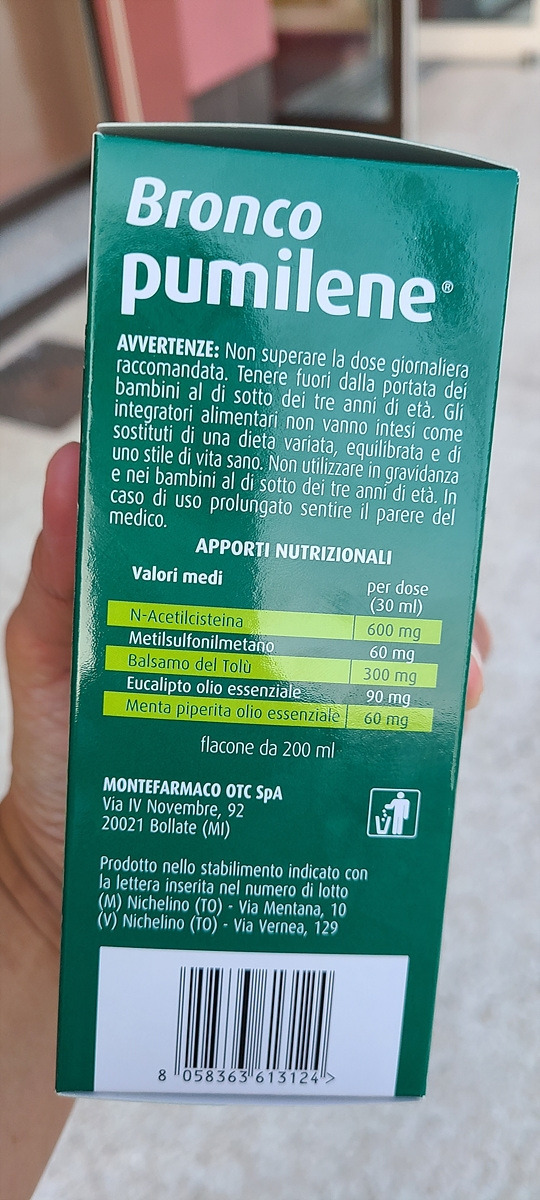 Bronco
pumilene®
AVVERTENZE: Non superare la dose giornaliera
raccomandata. Tenere fuori dalla portata dei
bambini al di sotto dei tre anni di età. Gli
integratori alimentari non vanno intesi come
sostituti di una dieta variata, equilibrata e di
uno stile di vita sano. Non utilizzare in gravidanza
e nei bambini al di sotto dei tre anni di età. In
caso di uso prolungato sentire il parere del
medico.
APPORTI NUTRIZIONALI
Valori medi per dose
(30 ml)
N-Acetilcisteina 600 mg
Metilsulfonilmetano 60 mg
Balsamo del Tolù 300 mg
Eucalipto olio essenziale 90 mg
Menta piperita olio essenziale 60 mg
flacone da 200 ml
MONTEFARMACO OTC SpA
Via IV Novembre, 92
20021 Bollate (MI)
Prodotto nello stabilimento indicato con
la lettera inserita nel numero di lotto
(M) Nichelino (TO) - Via Mentana, 10
(V) Nichelino (TO) - Via Vernea, 129
8 058363 613124 >